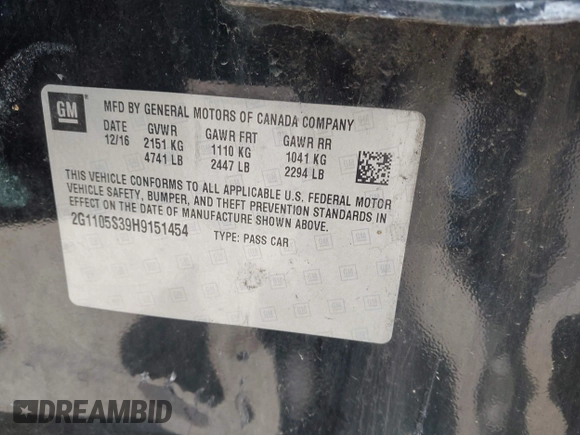 GM
MFD BY GENERAL MOTORS OF CANADA COMPANY
DATE GVWR GAWR FRT GAWR RR
12/16 2151 KG 1110 KG 1041 KG
4741 LB 2447 LB 2294 LB
THIS VEHICLE CONFORMS TO ALL APPLICABLE U.S. FEDERAL MOTOR
VEHICLE SAFETY, BUMPER, AND THEFT PREVENTION STANDARDS IN
EFFECT ON THE DATE OF MANUFACTURE SHOWN ABOVE.
2G1105S39H9151454 TYPE: PASS CAR
DREAMBID